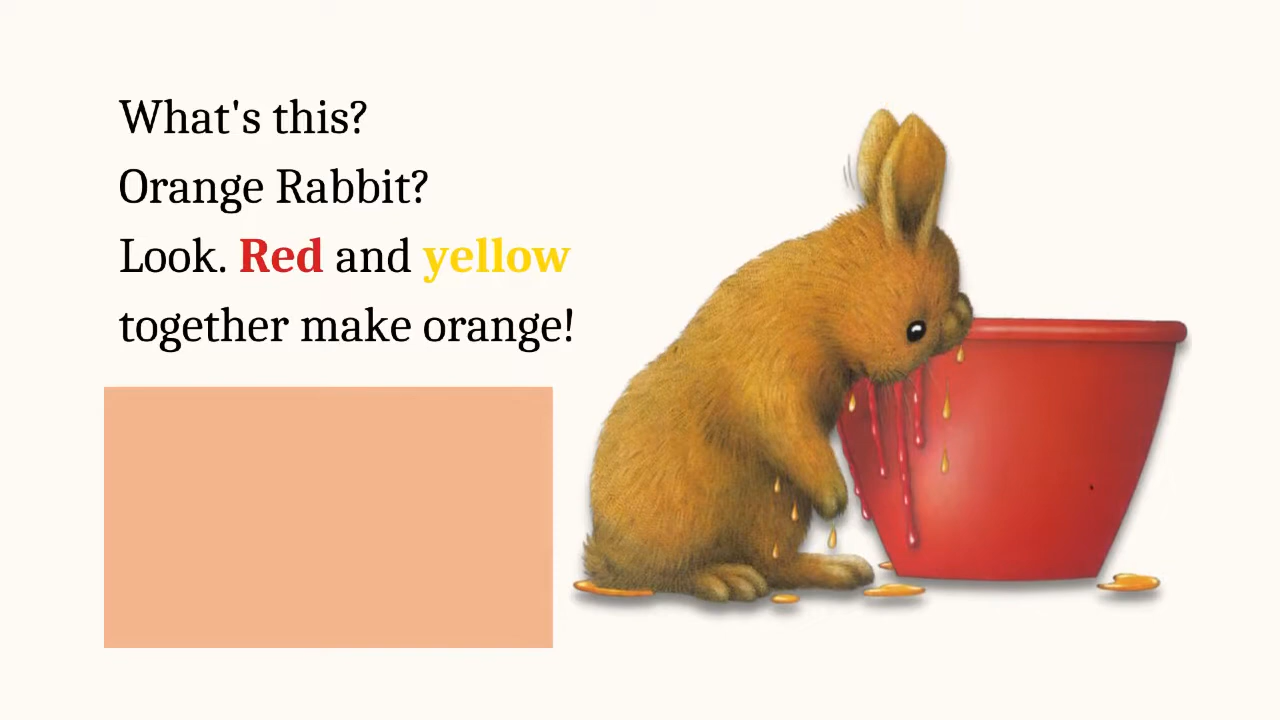 What's this?
Orange Rabbit?
Look. Red and yellow
together make orange!